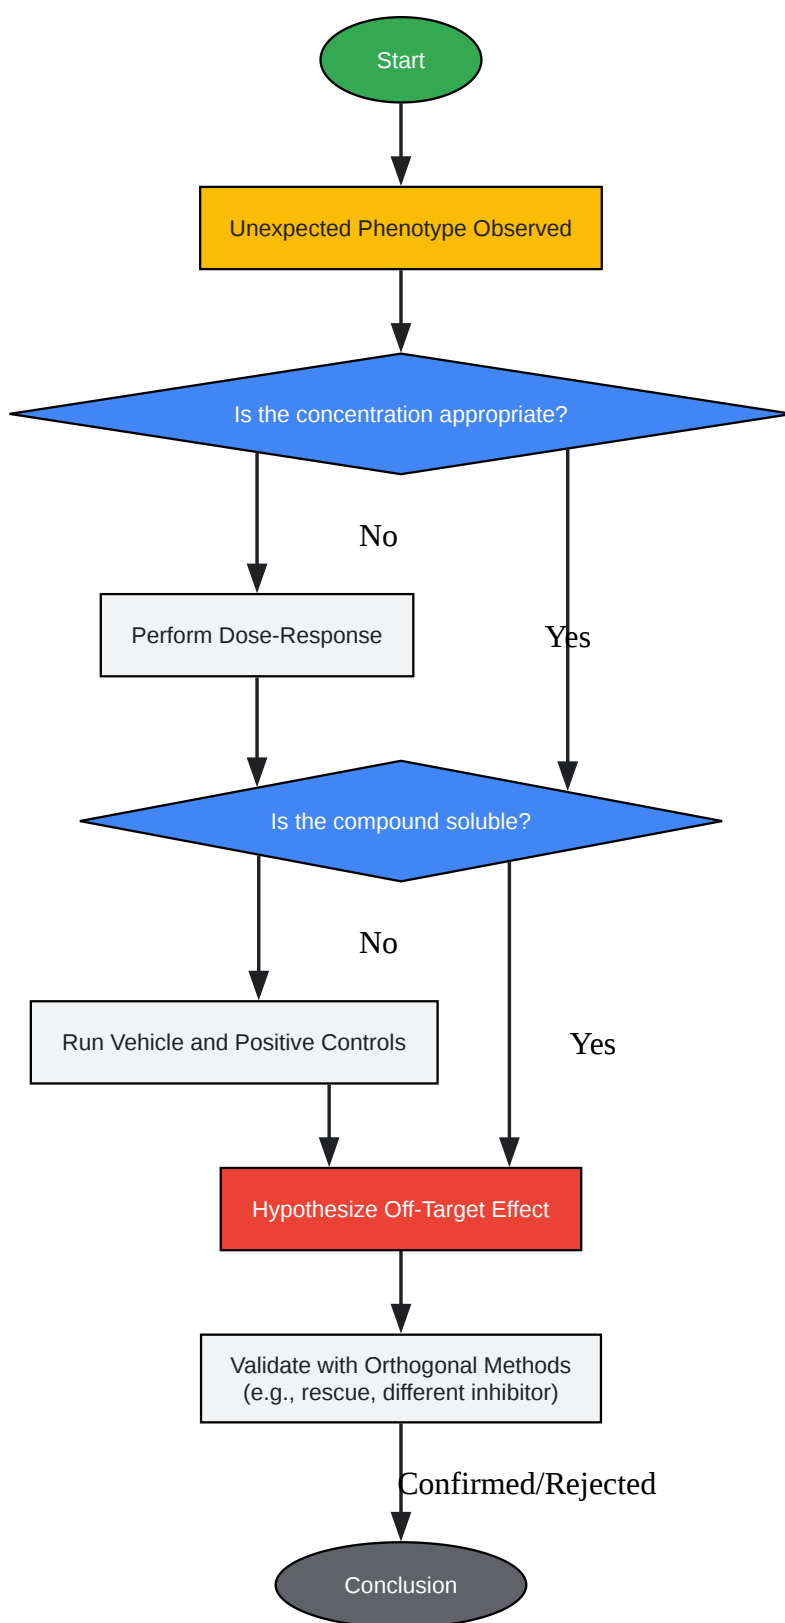 Start
Unexpected Phenotype Observed
Is the concentration appropriate?
No
Perform Dose-Response
Yes
Is the compound soluble?
No
Run Vehicle and Positive Controls
Yes
Hypothesize Off-Target Effect
Validate with Orthogonal Methods
(e.g., rescue, different inhibitor)
Confirmed/Rejected
Conclusion